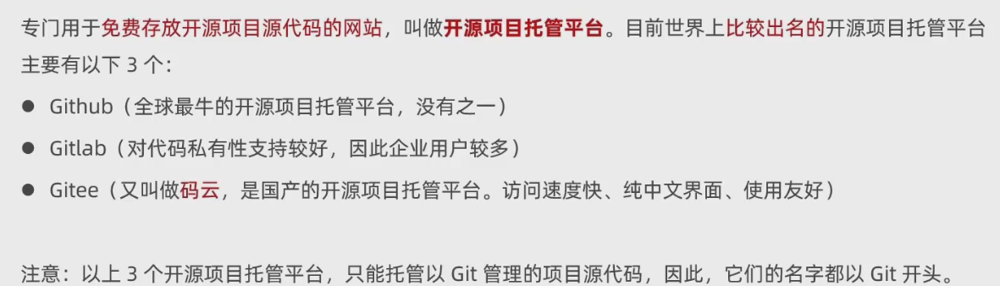 专门用于免费存放开源项目源代码的网站，叫做开源项目托管平台。目前世界上比较出名的开源项目托管平台
主要有以下 3 个：
● Github（全球最牛的开源项目托管平台，没有之一）
● Gitlab（对代码私有性支持较好，因此企业用户较多）
● Gitee（又叫做码云，是国产的开源项目托管平台。访问速度快、纯中文界面、使用友好）
注意：以上 3 个开源项目托管平台，只能托管以 Git 管理的项目源代码，因此，它们的名字都以 Git 开头。